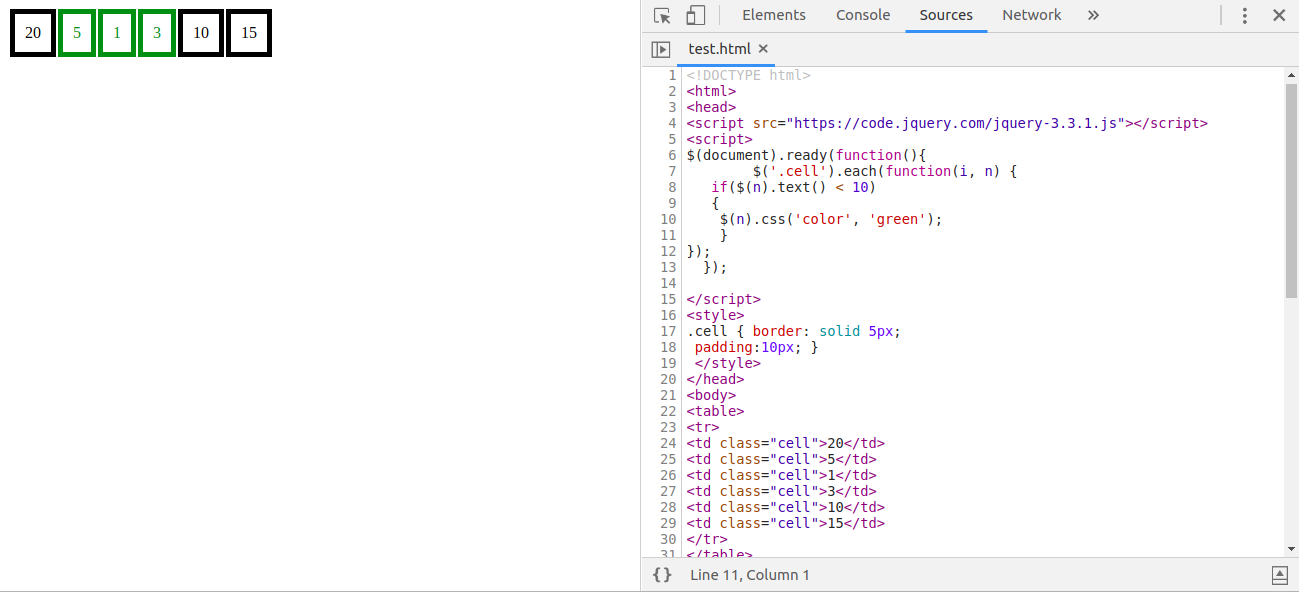 20 5 1 3 10 15
Elements Console Sources Network »
test.html ×
1 <!DOCTYPE html>
2 <html>
3 <head>
4 <script src="https://code.jquery.com/jquery-3.3.1.js"></script>
5 <script>
6 $(document).ready(function(){
7         $('.cell').each(function(i, n) {
8    if($(n).text() < 10)
9    {
10     $(n).css('color', 'green');
11     }
12 });
13   });
14
15 </script>
16 <style>
17 .cell { border: solid 5px;
18  padding:10px; }
19  </style>
20 </head>
21 <body>
22 <table>
23 <tr>
24 <td class="cell">20</td>
25 <td class="cell">5</td>
26 <td class="cell">1</td>
27 <td class="cell">3</td>
28 <td class="cell">10</td>
29 <td class="cell">15</td>
30 </tr>
31 </table>
{} Line 11, Column 1